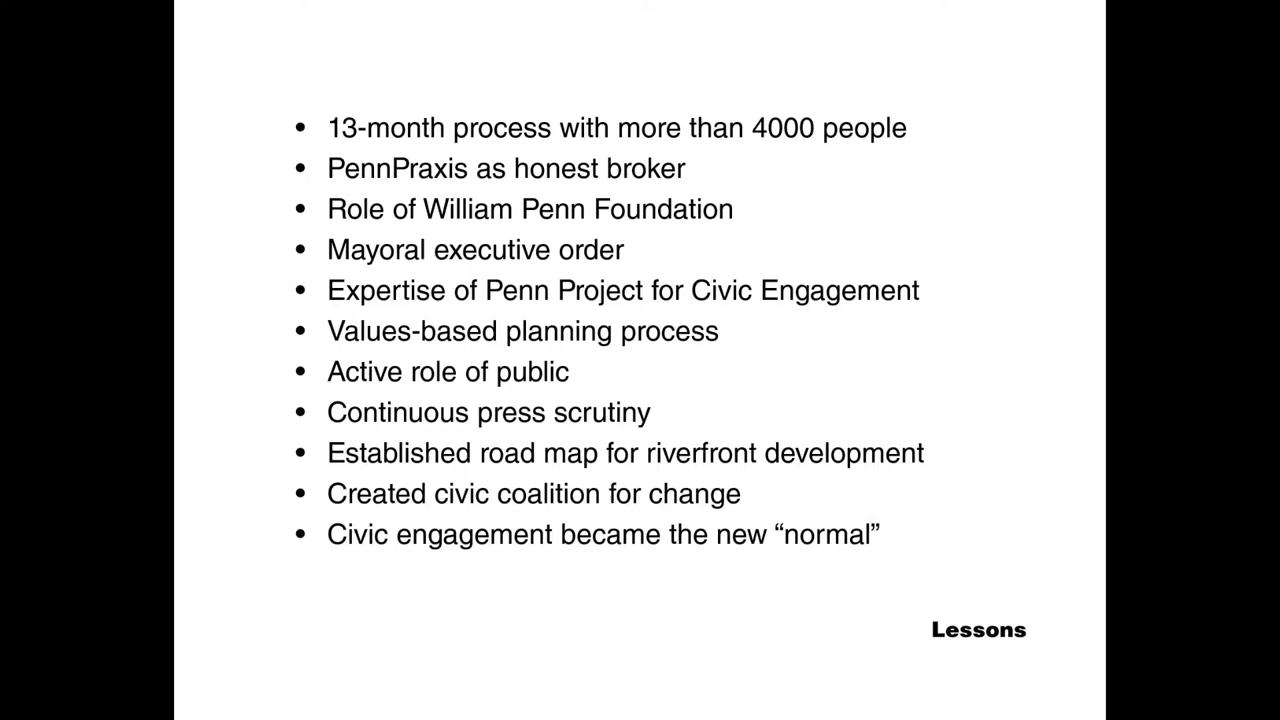 • 13-month process with more than 4000 people
• PennPraxis as honest broker
• Role of William Penn Foundation
• Mayoral executive order
• Expertise of Penn Project for Civic Engagement
• Values-based planning process
• Active role of public
• Continuous press scrutiny
• Established road map for riverfront development
• Created civic coalition for change
• Civic engagement became the new “normal”
Lessons